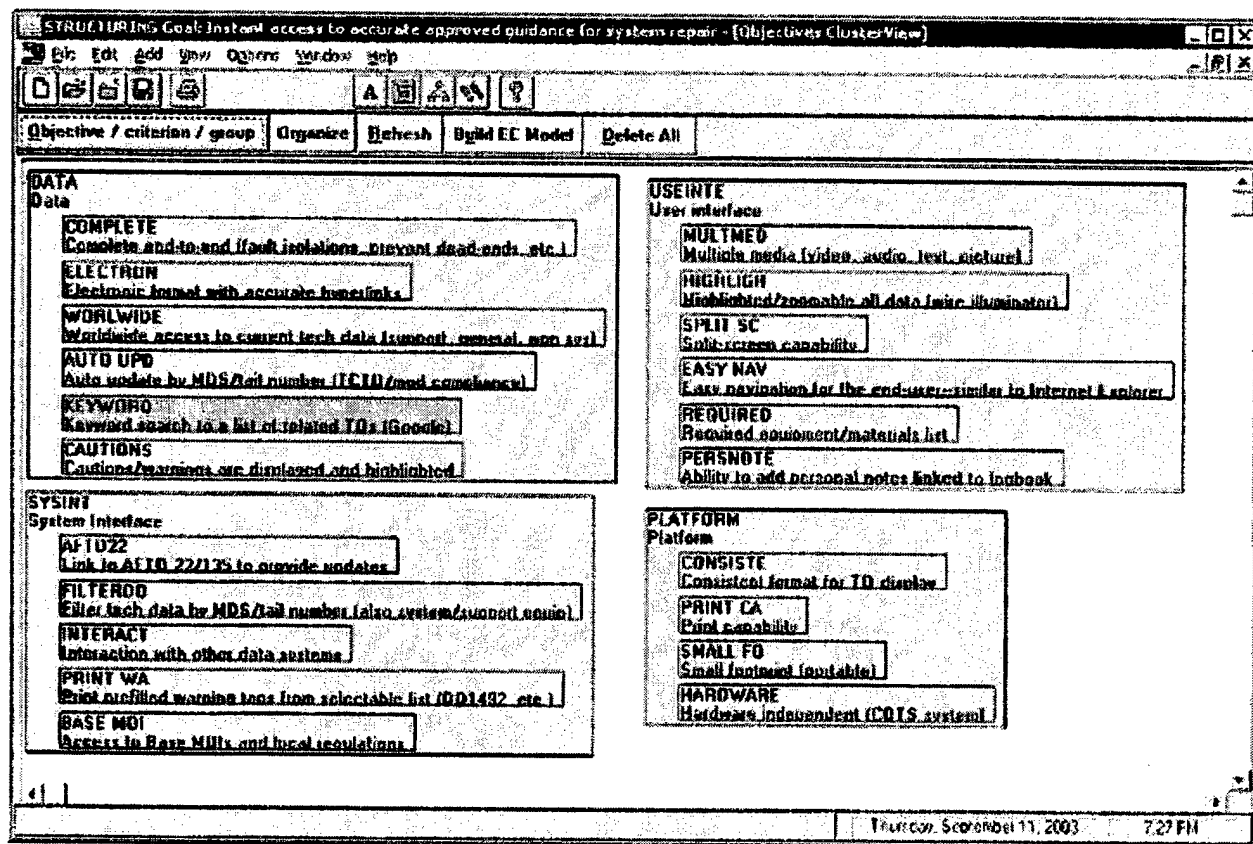 STRUCTURING Goal: Instant access to accurate approved guidance for system repair - [Objectives ClusterView]
File Edit Add View Options Window Help
A ?
Objective / criterion / group Organize Refresh Build EC Model Delete All
DATA
Data
COMPLETE
Complete end-to-end (fault isolations, prevent dead-ends, etc.)
ELECTRON
Electronic format with accurate hyperlinks
WORLWIDE
Worldwide access to current tech data (support, general, wpn sys)
AUTO UPD
Auto update by MDS/tail number (TCTO/mod compliance)
KEYWORD
Keyword search to a list of related TOs (Google)
CAUTIONS
Cautions/warnings are displayed and highlighted
SYSINT
System Interface
AFTO22
Link to AFTO 22/135 to provide updates
FILTEROD
Filter tech data by MDS/tail number (also system/support equip)
INTERACT
Interaction with other data systems
PRINT WA
Print prefilled warning tags from selectable list (DD1492, etc.)
BASE MOI
Access to Base MOIs and local regulations
USEINTE
User interface
MULTMED
Multiple media (video, audio, text, picture)
HIGHLIGH
Highlighted/zoomable all data (wire illuminator)
SPLIT SC
Split-screen capability
EASY NAV
Easy navigation for the end-user--similar to Internet Explorer
REQUIRED
Required equipment/materials list
PERSNOTE
Ability to add personal notes linked to logbook
PLATFORM
Platform
CONSISTE
Consistent format for TO display
PRINT CA
Print capability
SMALL FO
Small footprint (portable)
HARDWARE
Hardware independent (COTS system)
Thursday, September 11, 2003 7:27 PM